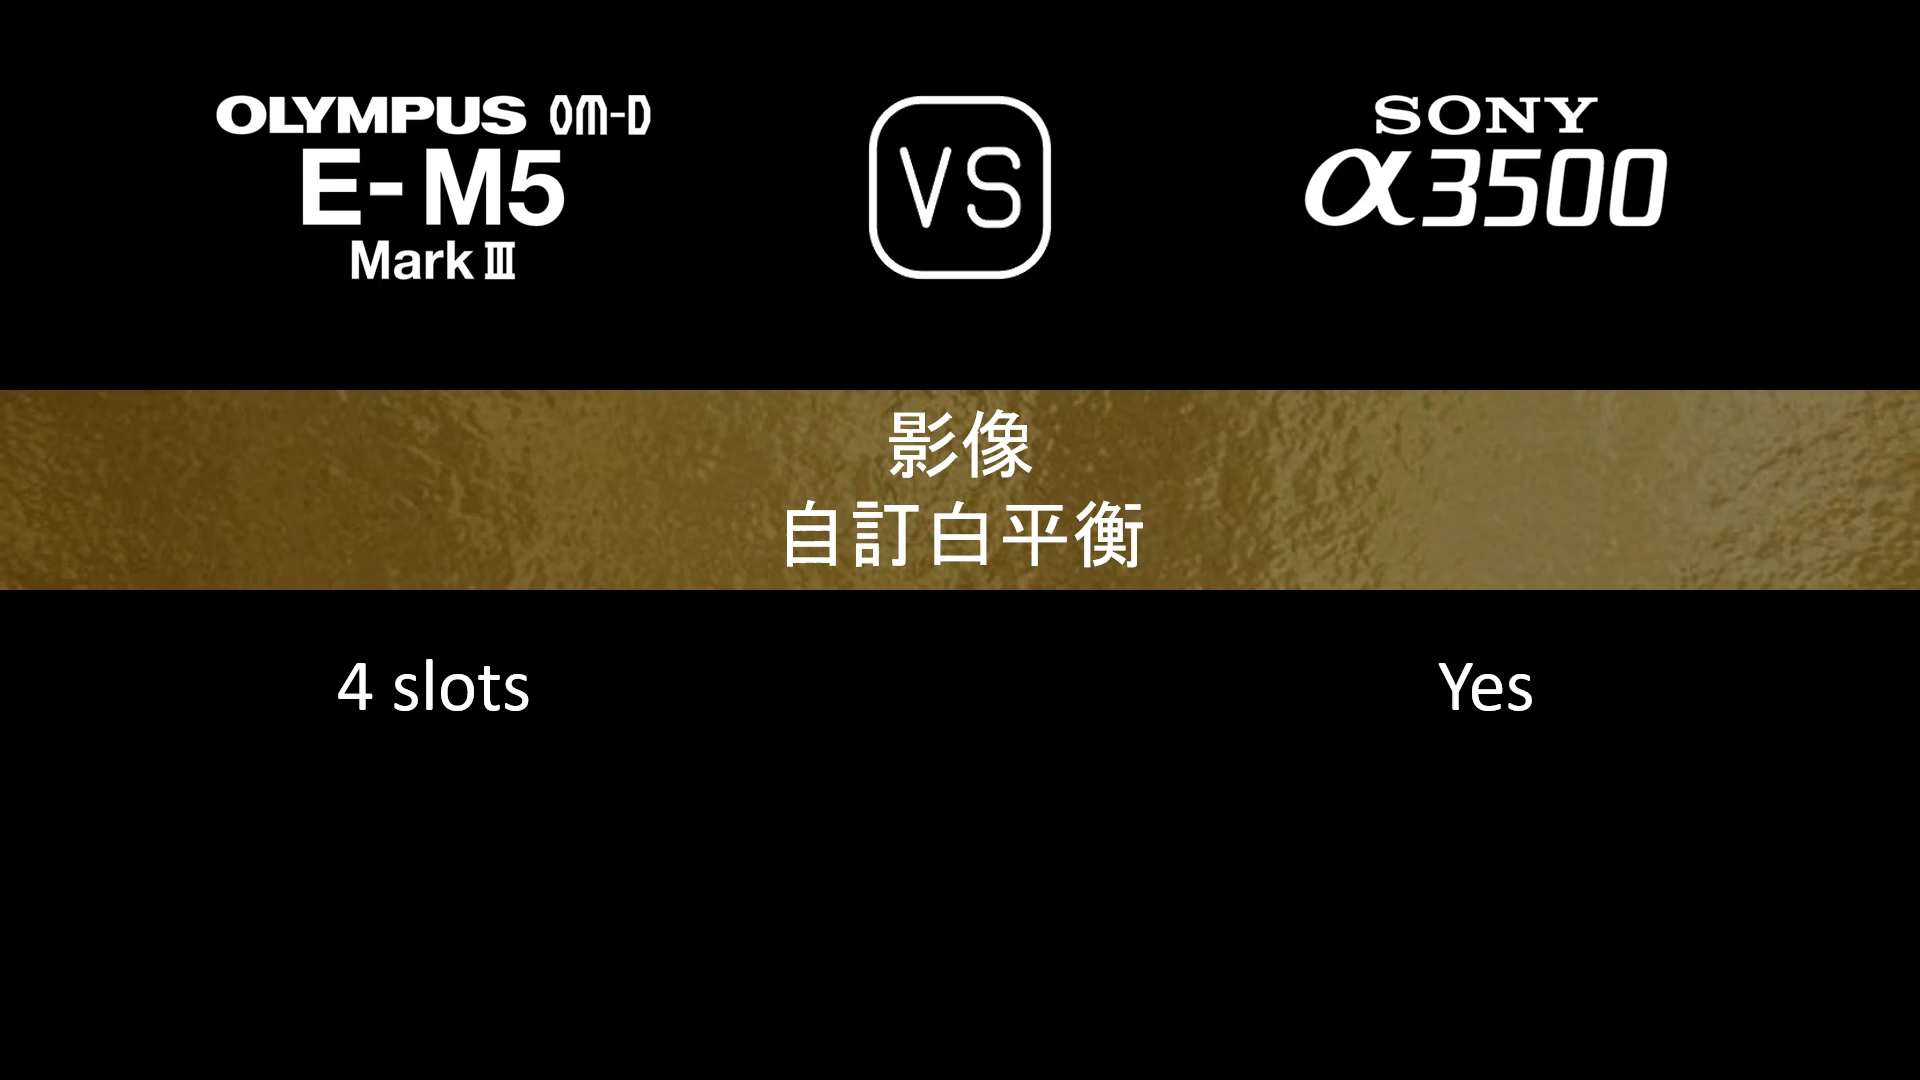 OLYMPUS OM-D
E-M5
Mark III
VS
SONY
α3500
影像
自訂白平衡
4 slots
Yes